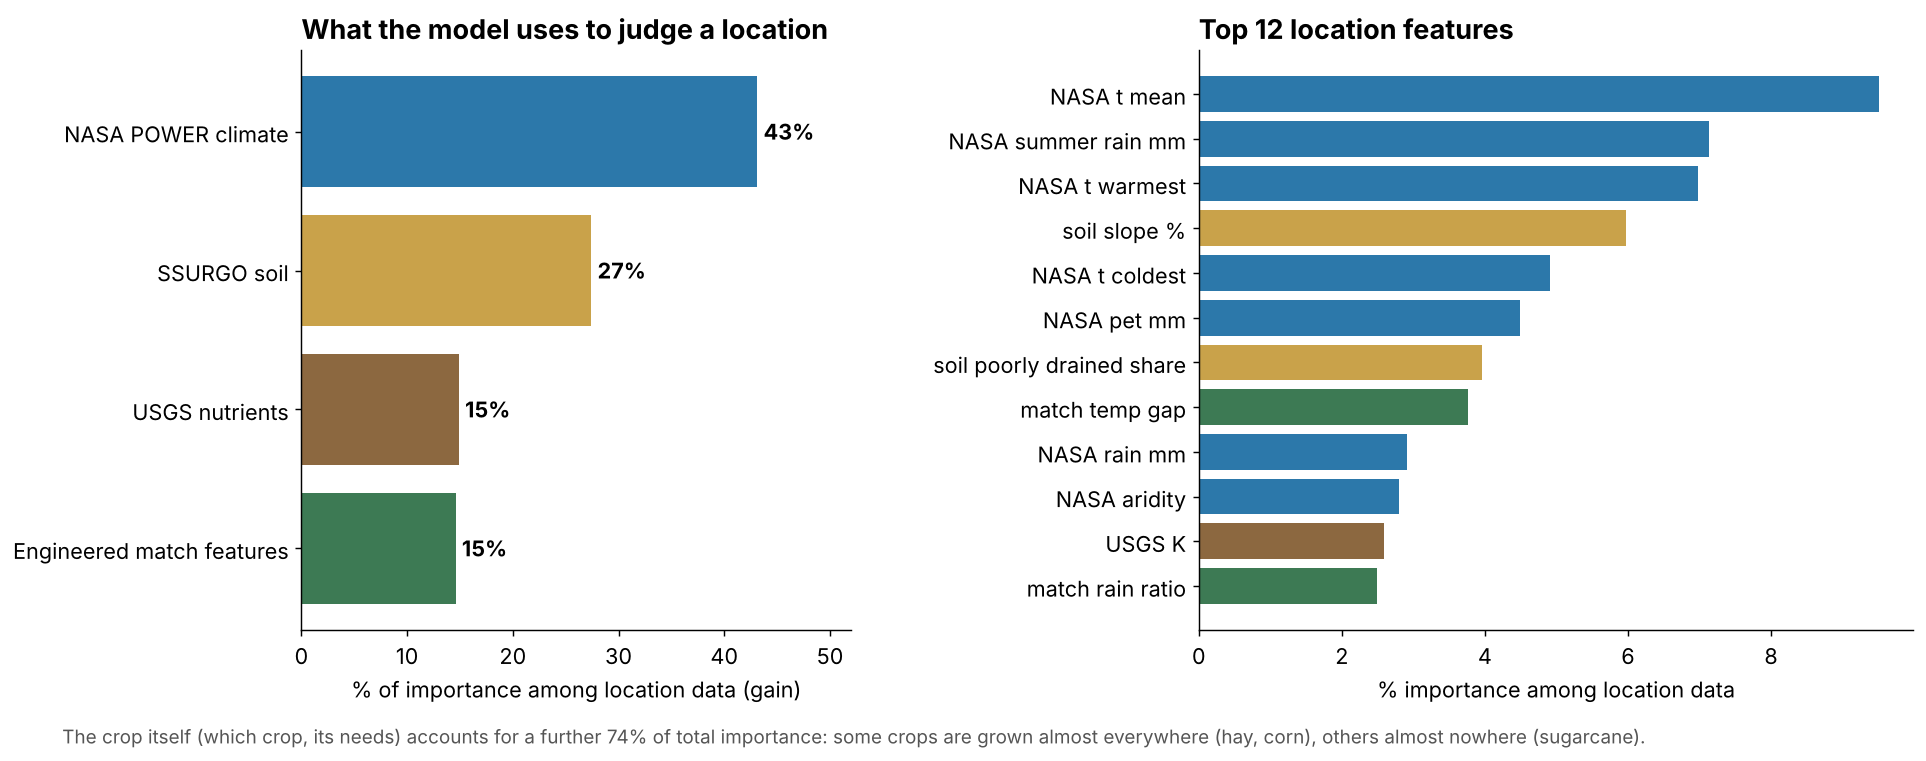 What the model uses to judge a location
NASA POWER climate
43%
SSURGO soil
27%
USGS nutrients
15%
Engineered match features
15%
0 10 20 30 40 50
% of importance among location data (gain)
Top 12 location features
NASA t mean
NASA summer rain mm
NASA t warmest
soil slope %
NASA t coldest
NASA pet mm
soil poorly drained share
match temp gap
NASA rain mm
NASA aridity
USGS K
match rain ratio
0 2 4 6 8
% importance among location data
The crop itself (which crop, its needs) accounts for a further 74% of total importance: some crops are grown almost everywhere (hay, corn), others almost nowhere (sugarcane).